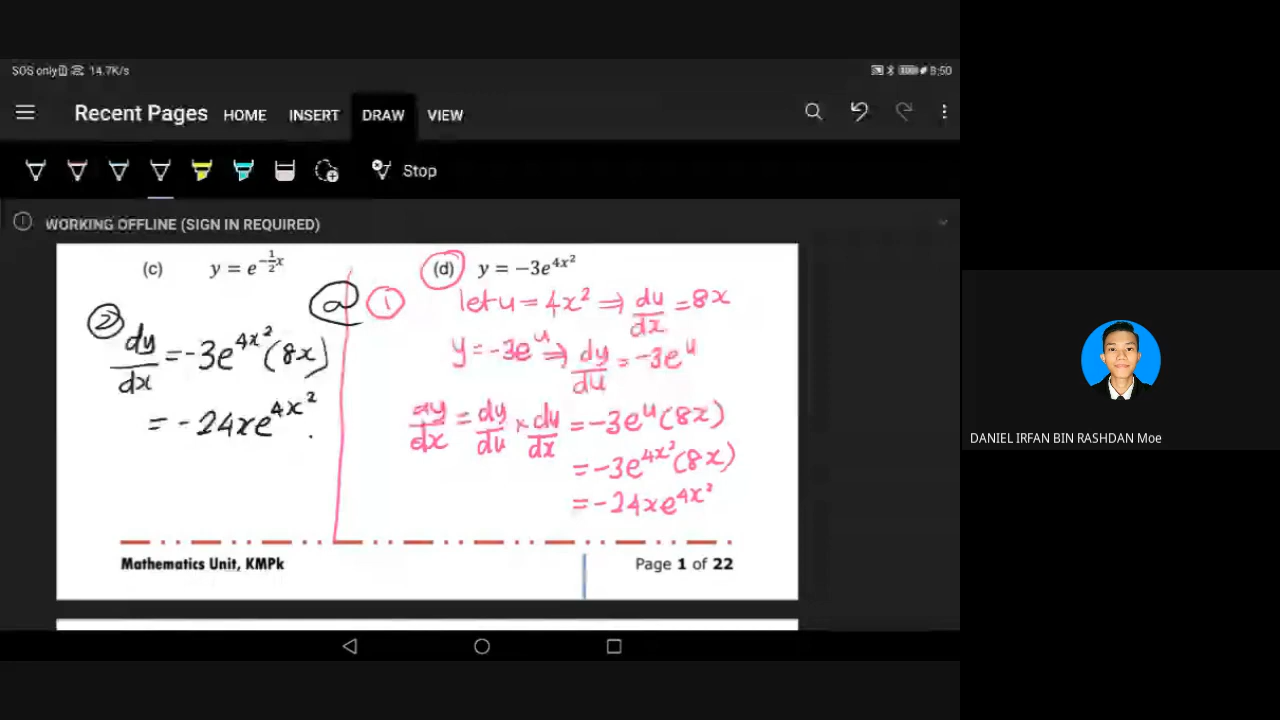 SOS only 14.7K/s 8:50
Recent Pages HOME INSERT DRAW VIEW
Stop
WORKING OFFLINE (SIGN IN REQUIRED)
(c) y = e^{-\frac{1}{2}x}
② dy/dx = -3e^{4x²}(8x)
= -24xe^{4x²}.
(d) y = −3e^{4x²}
① let u = 4x² ⇒ du/dx = 8x
y = -3e^u ⇒ dy/du = -3e^u
dy/dx = dy/du × du/dx = -3e^u(8x)
= -3e^{4x²}(8x)
= -24xe^{4x²}
Mathematics Unit, KMPk Page 1 of 22
DANIEL IRFAN BIN RASHDAN Moe